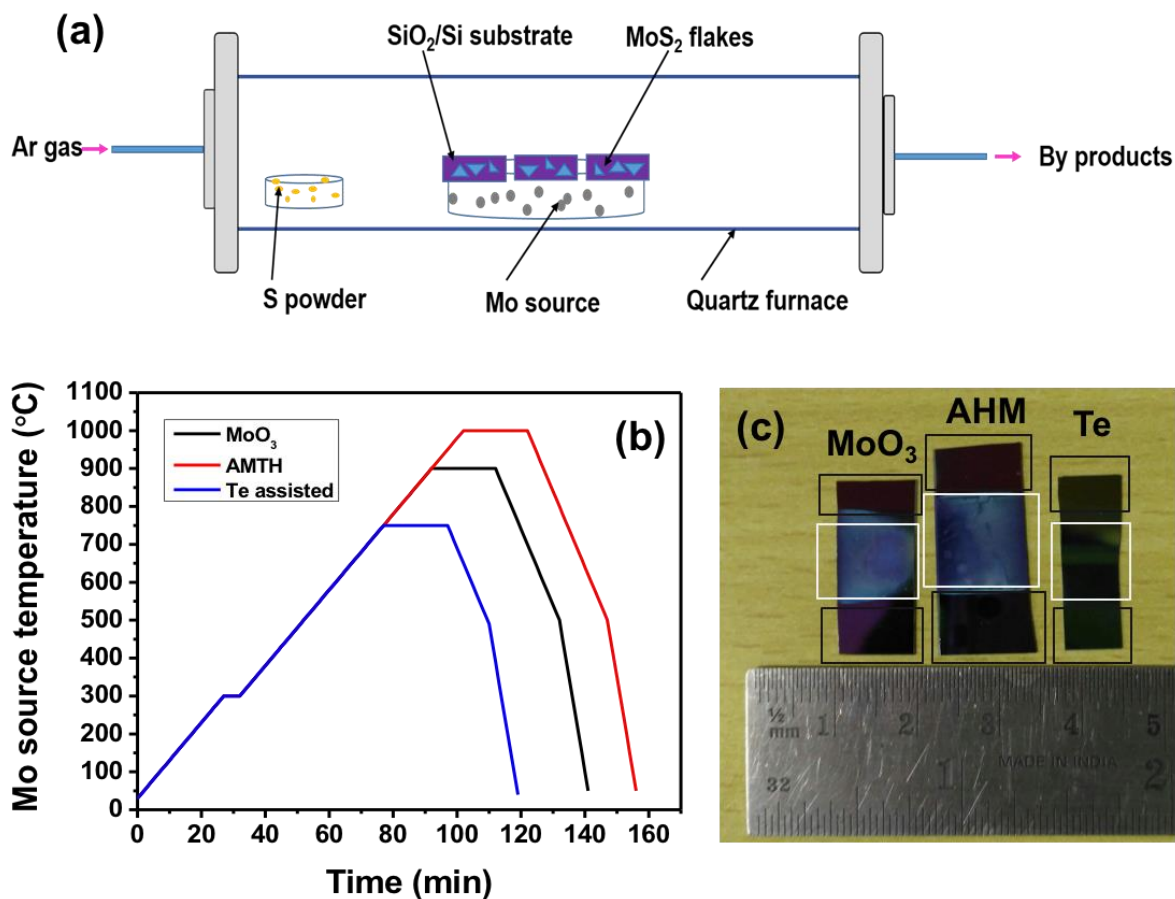 (a)
SiO₂/Si substrate
MoS₂ flakes
Ar gas
By products
S powder
Mo source
Quartz furnace
(b)
Mo source temperature (°C)
1100
1000
900
800
700
600
500
400
300
200
100
0
MoO₃
AMTH
Te assisted
0 20 40 60 80 100 120 140 160
Time (min)
(c)
MoO₃
AHM
Te
½
mm
1 2 3 4 5
MADE IN INDIA
32
1 2